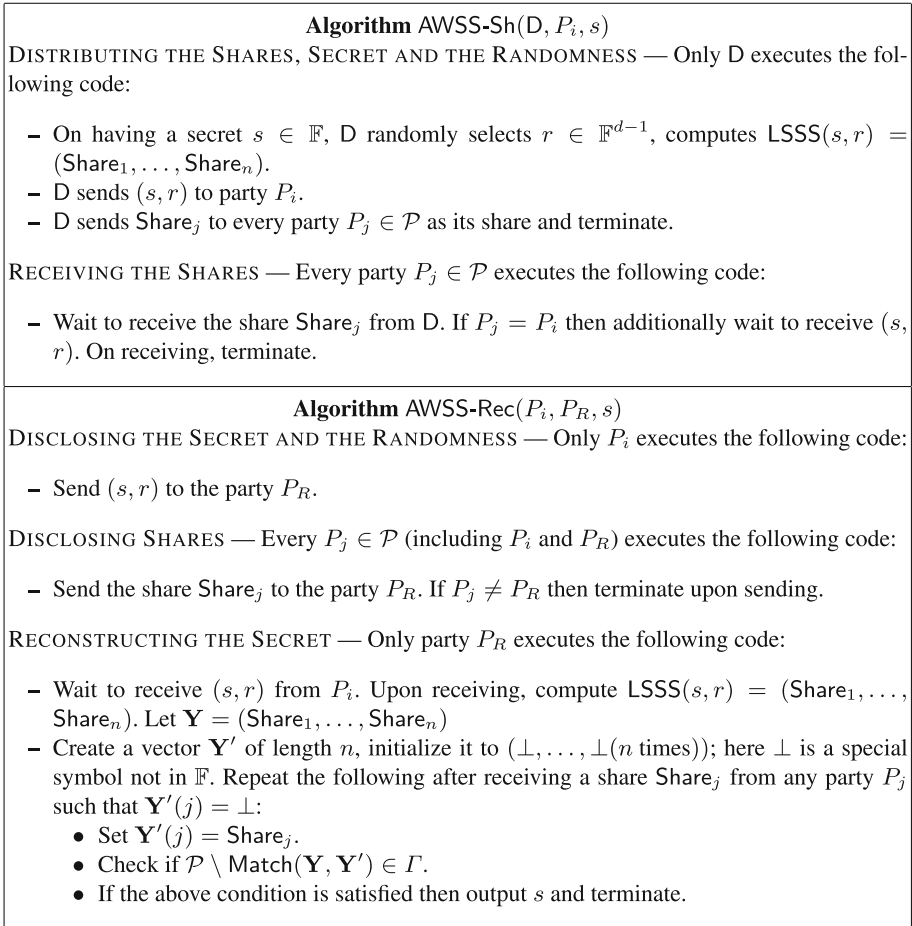 Algorithm AWSS-Sh(D, P_i, s)
DISTRIBUTING THE SHARES, SECRET AND THE RANDOMNESS — Only D executes the fol-
lowing code:
– On having a secret s ∈ 𝔽, D randomly selects r ∈ 𝔽^{d−1}, computes LSSS(s, r) =
(Share_1, . . . , Share_n).
– D sends (s, r) to party P_i.
– D sends Share_j to every party P_j ∈ 𝒫 as its share and terminate.
RECEIVING THE SHARES — Every party P_j ∈ 𝒫 executes the following code:
– Wait to receive the share Share_j from D. If P_j = P_i then additionally wait to receive (s,
r). On receiving, terminate.
Algorithm AWSS-Rec(P_i, P_R, s)
DISCLOSING THE SECRET AND THE RANDOMNESS — Only P_i executes the following code:
– Send (s, r) to the party P_R.
DISCLOSING SHARES — Every P_j ∈ 𝒫 (including P_i and P_R) executes the following code:
– Send the share Share_j to the party P_R. If P_j ≠ P_R then terminate upon sending.
RECONSTRUCTING THE SECRET — Only party P_R executes the following code:
– Wait to receive (s, r) from P_i. Upon receiving, compute LSSS(s, r) = (Share_1, . . . ,
Share_n). Let Y = (Share_1, . . . , Share_n)
– Create a vector Y′ of length n, initialize it to (⊥, . . . , ⊥(n times)); here ⊥ is a special
symbol not in 𝔽. Repeat the following after receiving a share Share_j from any party P_j
such that Y′(j) = ⊥:
• Set Y′(j) = Share_j.
• Check if 𝒫 \ Match(Y, Y′) ∈ Γ.
• If the above condition is satisfied then output s and terminate.